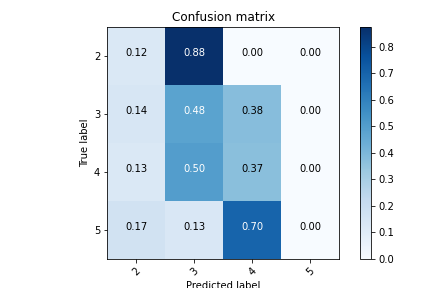 Confusion matrix
2 0.12 0.88 0.00 0.00
3 0.14 0.48 0.38 0.00
4 0.13 0.50 0.37 0.00
5 0.17 0.13 0.70 0.00
2 3 4 5
True label
Predicted label
0.8
0.7
0.6
0.5
0.4
0.3
0.2
0.1
0.0